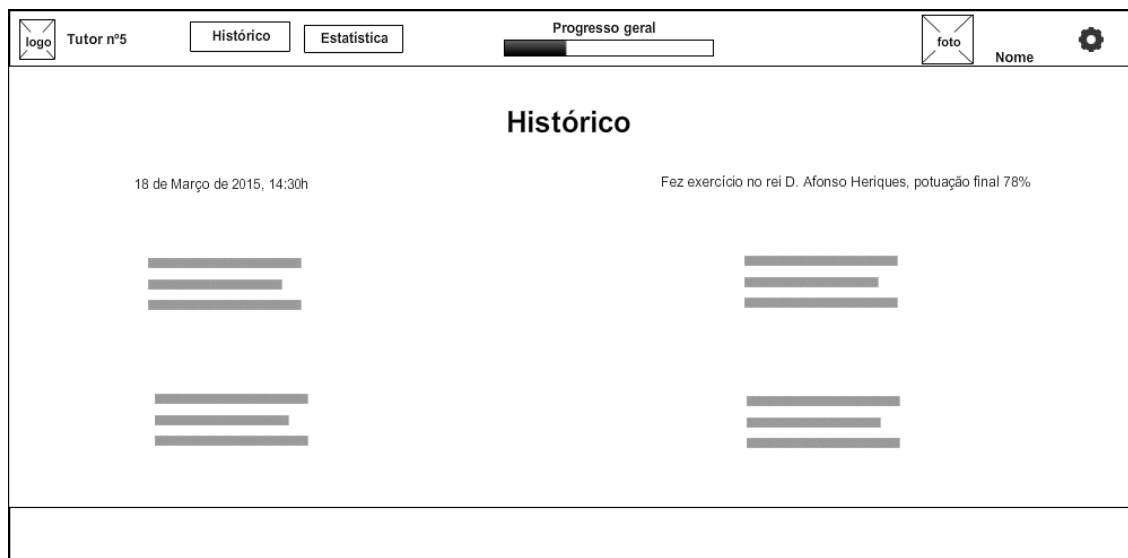 logo
Tutor nº5
Histórico
Estatística
Progresso geral
foto
Nome
Histórico
18 de Março de 2015, 14:30h
Fez exercício no rei D. Afonso Heriques, potuação final 78%